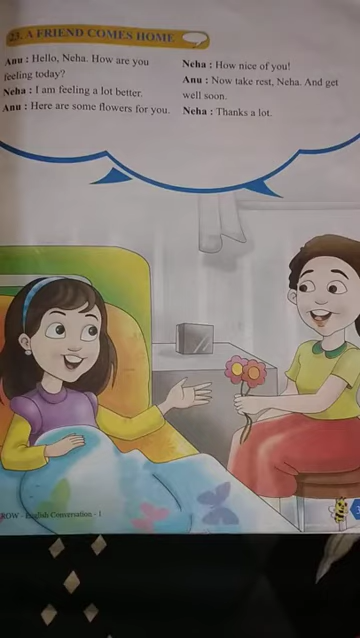 23. A FRIEND COMES HOME
Anu : Hello, Neha. How are you
feeling today?
Neha : I am feeling a lot better.
Anu : Here are some flowers for you.
Neha : How nice of you!
Anu : Now take rest, Neha. And get
well soon.
Neha : Thanks a lot.
ROW - English Conversation - 1